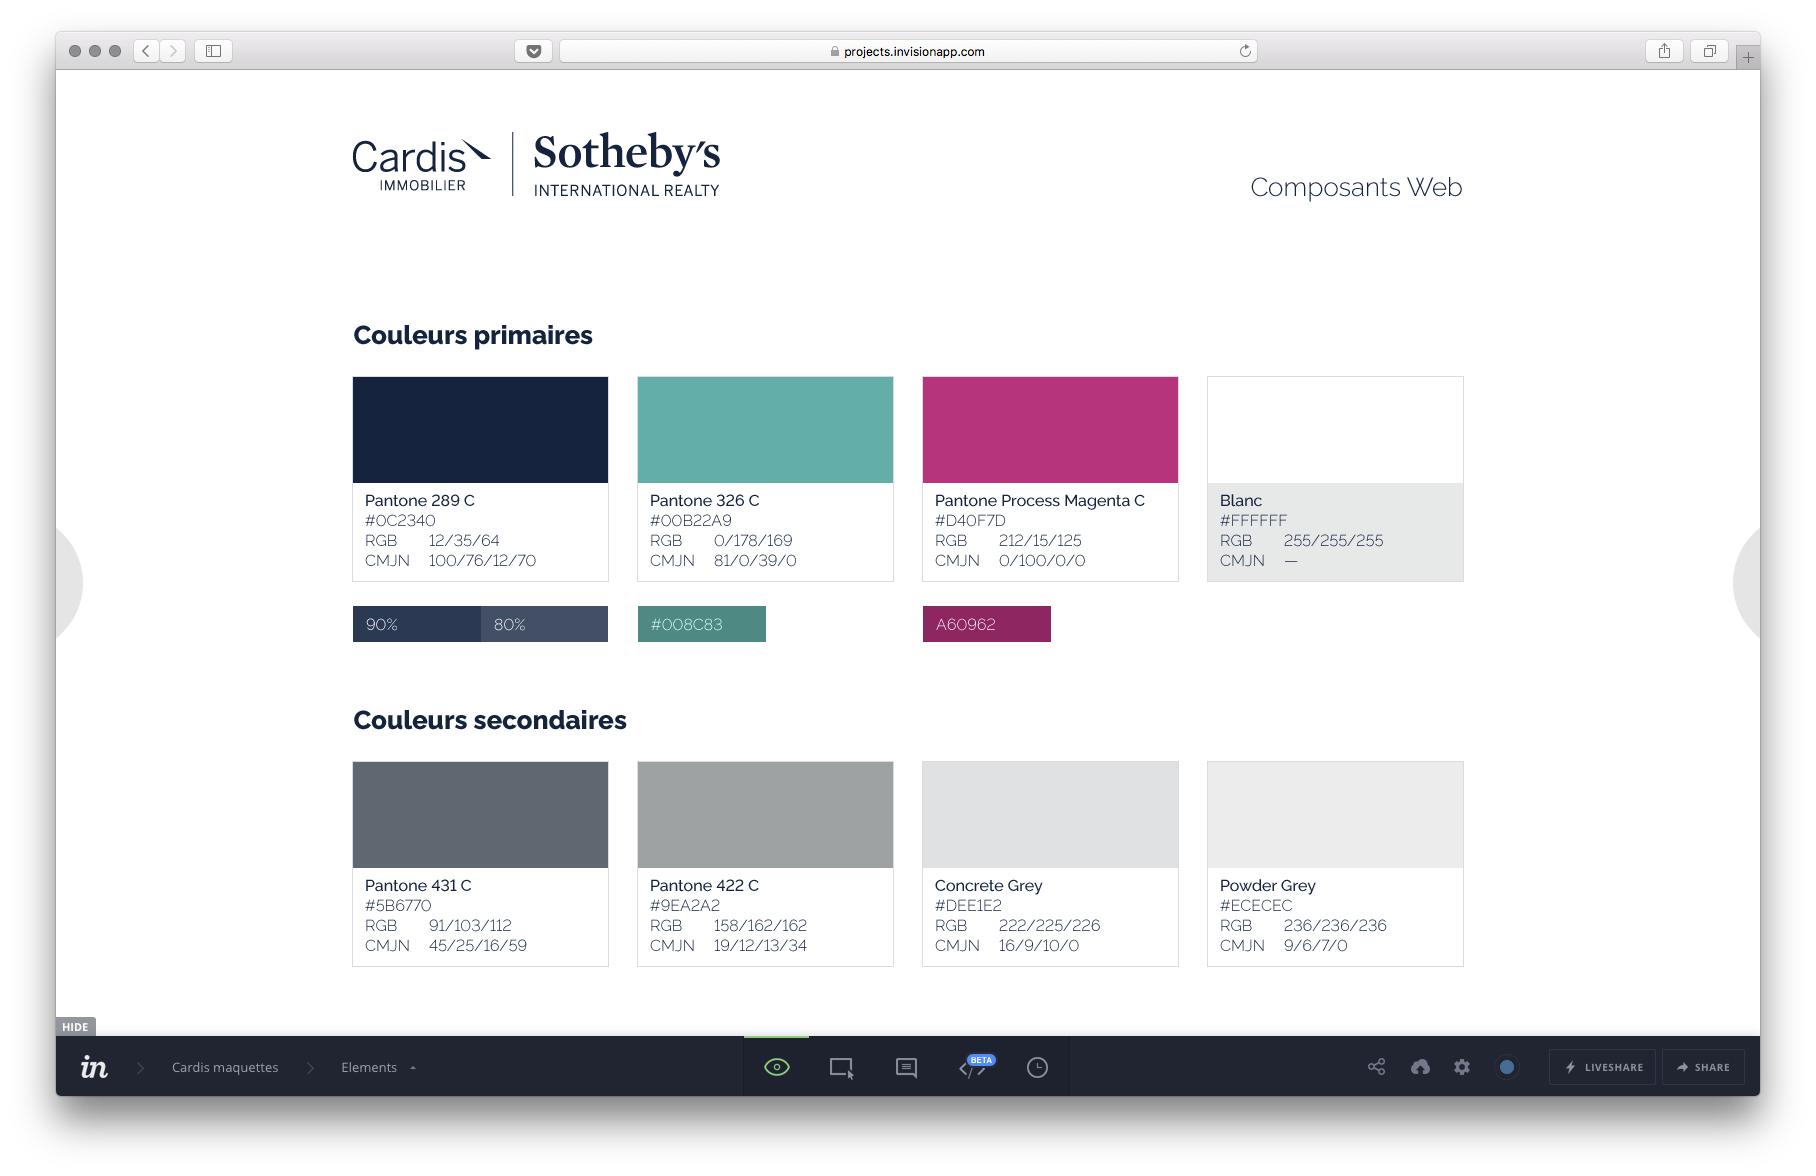 projects.invisionapp.com
Cardis
IMMOBILIER
Sotheby's
INTERNATIONAL REALTY
Composants Web
Couleurs primaires
Pantone 289 C
#0C2340
RGB 12/35/64
CMJN 100/76/12/70
Pantone 326 C
#00B22A9
RGB 0/178/169
CMJN 81/0/39/0
Pantone Process Magenta C
#D40F7D
RGB 212/15/125
CMJN 0/100/0/0
Blanc
#FFFFFF
RGB 255/255/255
CMJN —
90%
80%
#008C83
A60962
Couleurs secondaires
Pantone 431 C
#5B6770
RGB 91/103/112
CMJN 45/25/16/59
Pantone 422 C
#9EA2A2
RGB 158/162/162
CMJN 19/12/13/34
Concrete Grey
#DEE1E2
RGB 222/225/226
CMJN 16/9/10/0
Powder Grey
#ECECEC
RGB 236/236/236
CMJN 9/6/7/0
HIDE
in
Cardis maquettes
Elements
BETA
LIVESHARE
SHARE